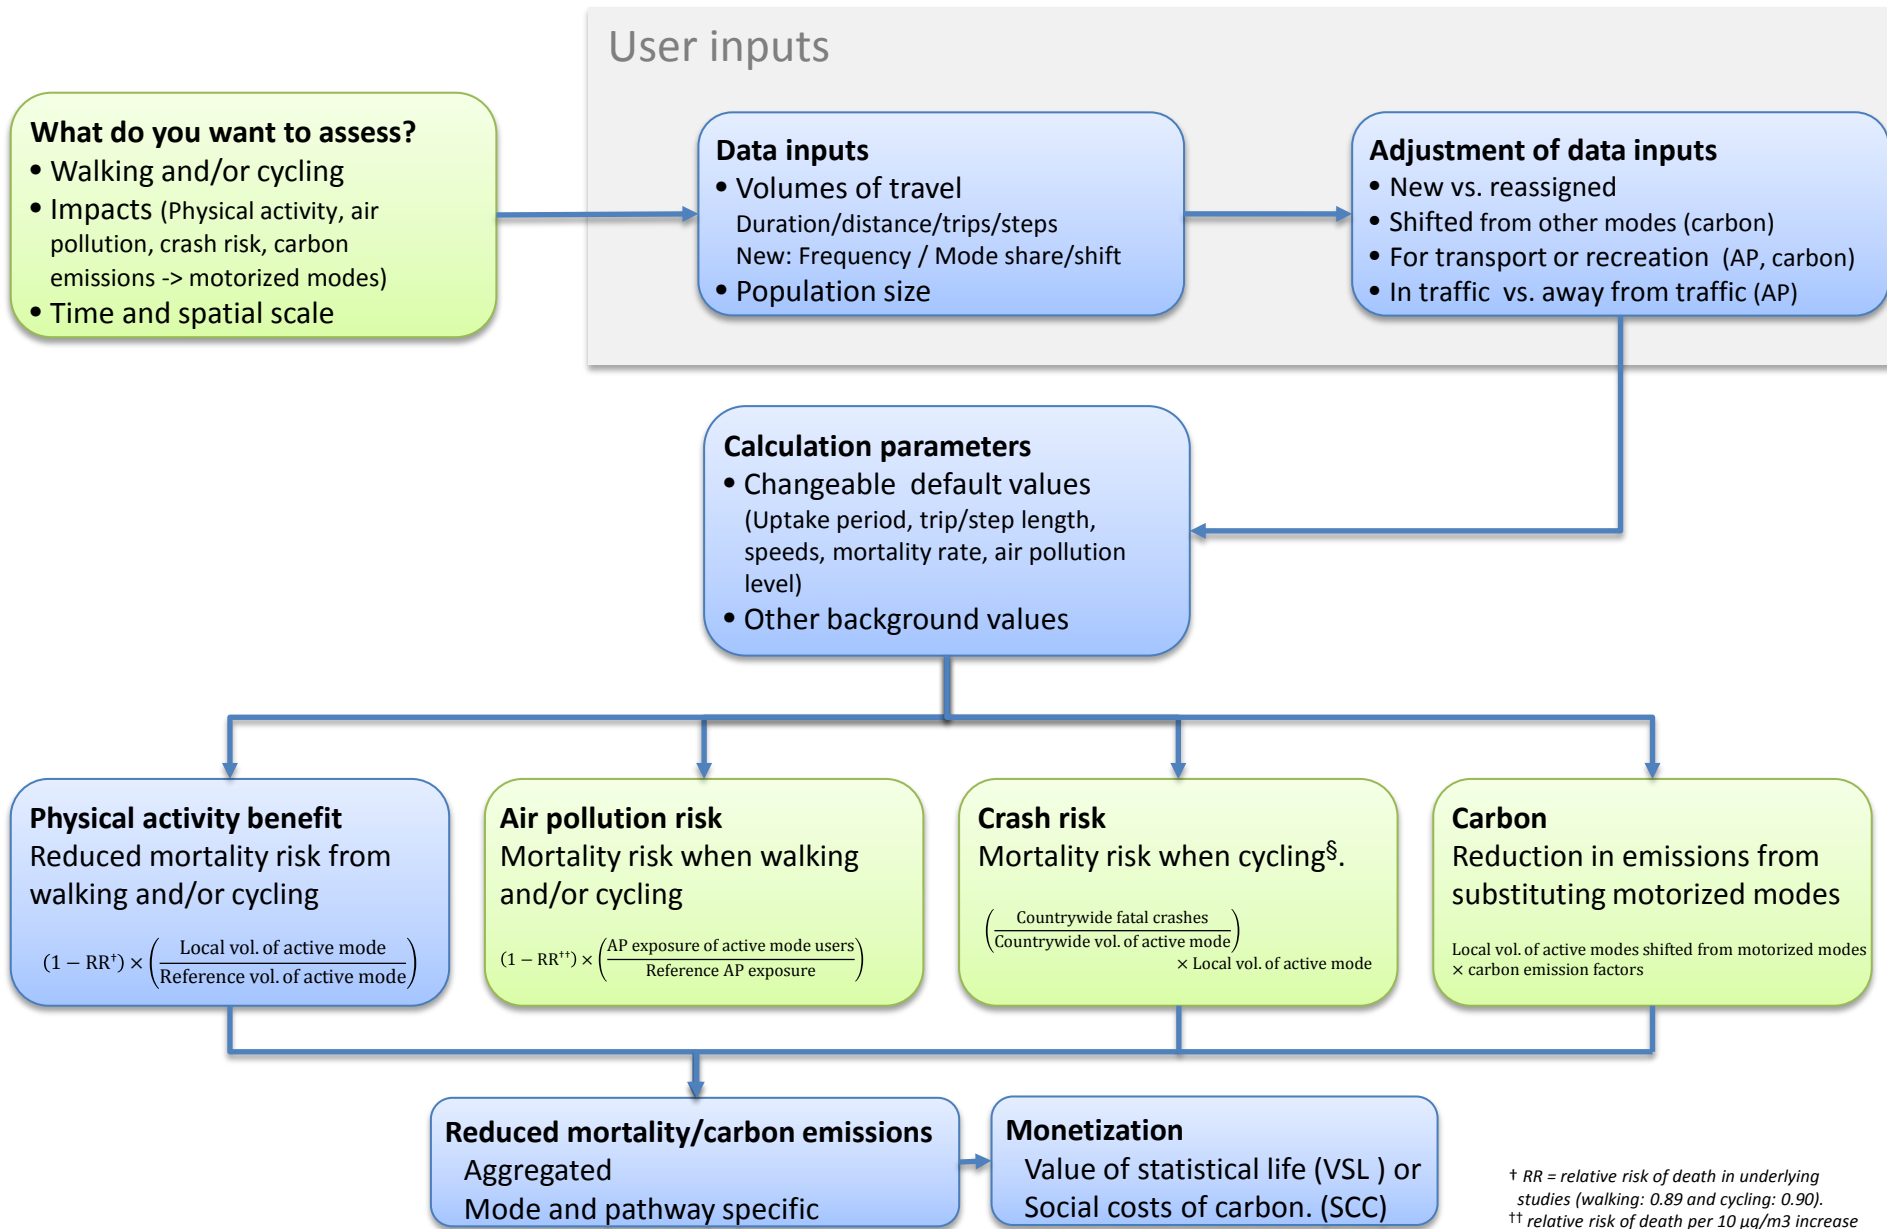 User inputs
What do you want to assess?
• Walking and/or cycling
• Impacts (Physical activity, air
pollution, crash risk, carbon
emissions -> motorized modes)
• Time and spatial scale
Data inputs
• Volumes of travel
Duration/distance/trips/steps
New: Frequency / Mode share/shift
• Population size
Adjustment of data inputs
• New vs. reassigned
• Shifted from other modes (carbon)
• For transport or recreation (AP, carbon)
• In traffic vs. away from traffic (AP)
Calculation parameters
• Changeable default values
(Uptake period, trip/step length,
speeds, mortality rate, air pollution
level)
• Other background values
Physical activity benefit
Reduced mortality risk from
walking and/or cycling
(1 − RR†) × (Local vol. of active mode
Reference vol. of active mode)
Air pollution risk
Mortality risk when walking
and/or cycling
(1 − RR††) × (AP exposure of active mode users
Reference AP exposure)
Crash risk
Mortality risk when cycling§.
(Countrywide fatal crashes
Countrywide vol. of active mode)
× Local vol. of active mode
Carbon
Reduction in emissions from
substituting motorized modes
Local vol. of active modes shifted from motorized modes
× carbon emission factors
Reduced mortality/carbon emissions
Aggregated
Mode and pathway specific
Monetization
Value of statistical life (VSL ) or
Social costs of carbon. (SCC)
† RR = relative risk of death in underlying
studies (walking: 0.89 and cycling: 0.90).
†† relative risk of death per 10 µg/m3 increase